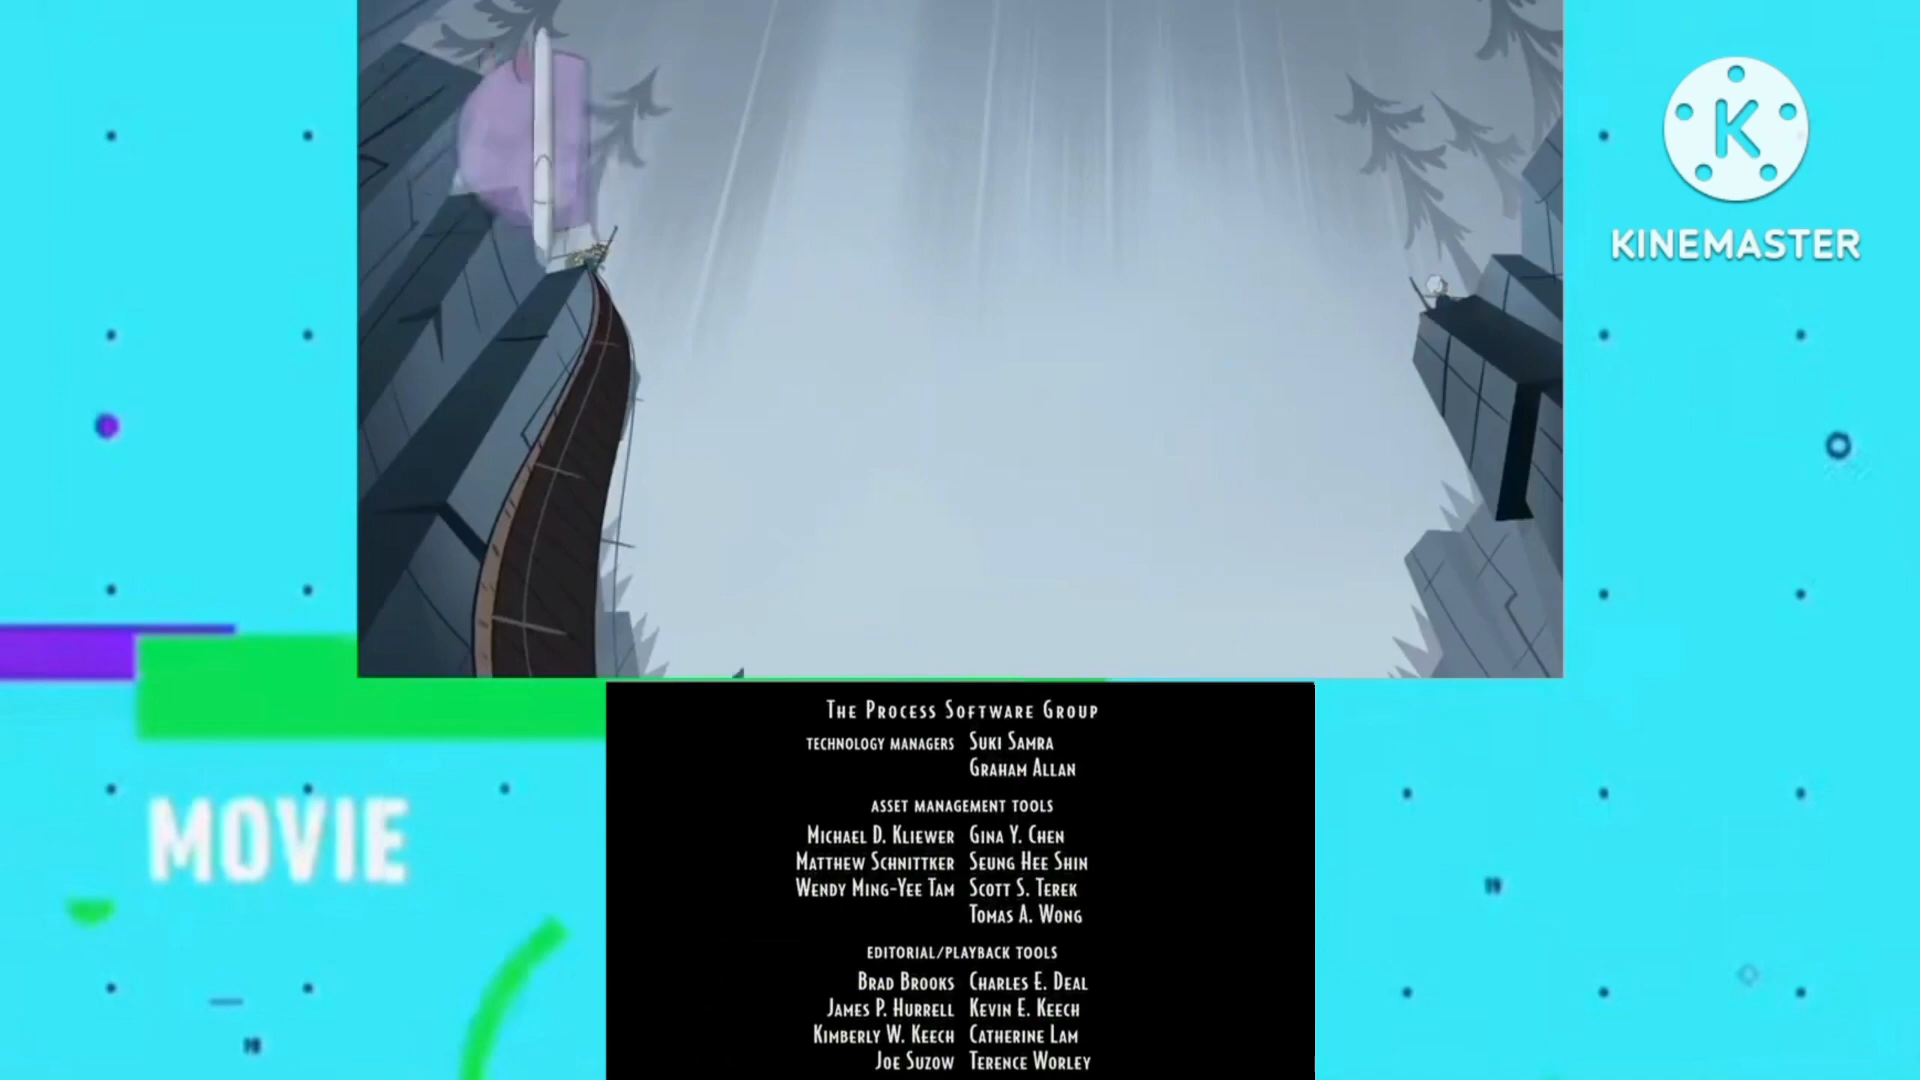 K
KINEMASTER
MOVIE
THE PROCESS SOFTWARE GROUP
TECHNOLOGY MANAGERS SUKI SAMRA
GRAHAM ALLAN
ASSET MANAGEMENT TOOLS
MICHAEL D. KLIEWER GINA Y. CHEN
MATTHEW SCHNITTKER SEUNG HEE SHIN
WENDY MING-YEE TAM SCOTT S. TEREK
TOMAS A. WONG
EDITORIAL/PLAYBACK TOOLS
BRAD BROOKS CHARLES E. DEAL
JAMES P. HURRELL KEVIN E. KEECH
KIMBERLY W. KEECH CATHERINE LAM
JOE SUZOW TERENCE WORLEY